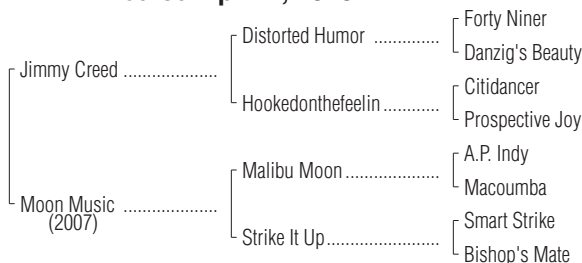 Forty Niner
Distorted Humor ..............
Danzig's Beauty
Jimmy Creed ....................
Citidancer
Hookedonthefeelin ............
Prospective Joy
A.P. Indy
Malibu Moon ....................
Macoumba
Moon Music ....................
(2007)
Smart Strike
Strike It Up ........................
Bishop's Mate